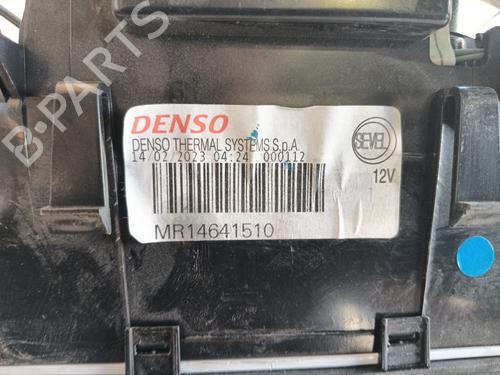 DENSO
DENSO THERMAL SYSTEMS S.p.A.
14/02/2023 04:24 000112
SEVEL
12V
MR14641510
B-PARTS